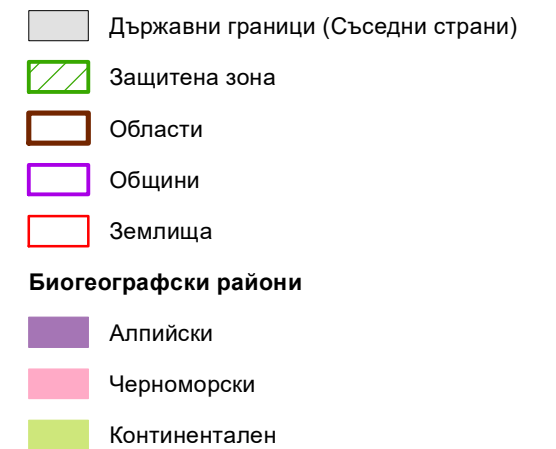 Държавни граници (Съседни страни)
Защитена зона
Области
Общини
Землища
Биогеографски райони
Алпийски
Черноморски
Континентален